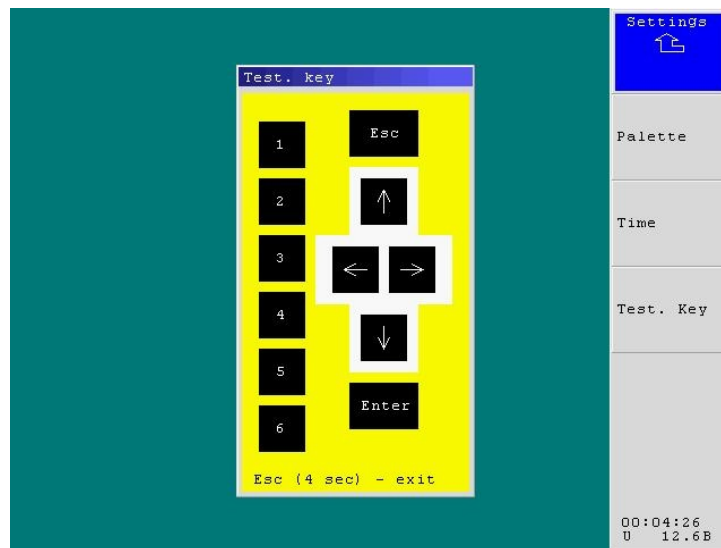 Settings
Test. key
Esc
1
Palette
2
Time
3
Test. Key
4
5
Enter
6
Esc (4 sec) - exit
00:04:26
U 12.6B